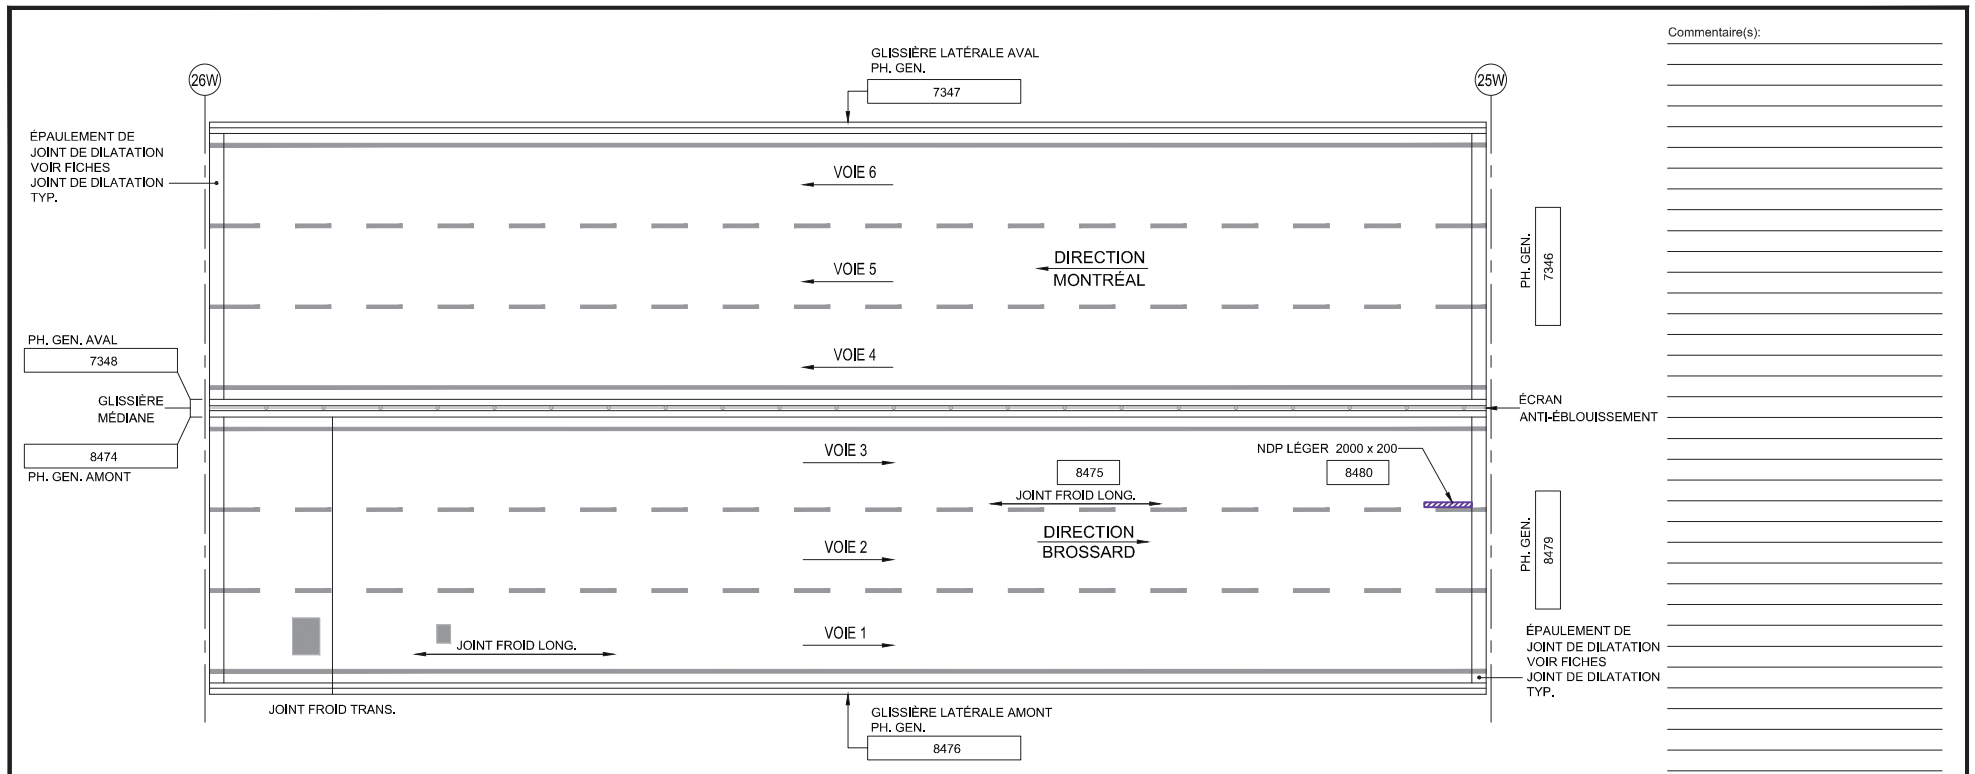 Commentaire(s):
GLISSIÈRE LATÉRALE AVAL
PH. GEN.
7347
26W
25W
ÉPAULEMENT DE
JOINT DE DILATATION
VOIR FICHES
JOINT DE DILATATION
TYP.
VOIE 6
VOIE 5
DIRECTION
MONTRÉAL
PH. GEN.
7346
VOIE 4
PH. GEN. AVAL
7348
GLISSIÈRE
MÉDIANE
8474
PH. GEN. AMONT
ÉCRAN
ANTI-ÉBLOUISSEMENT
VOIE 3
8475
JOINT FROID LONG.
NDP LÉGER 2000 x 200
8480
DIRECTION
BROSSARD
VOIE 2
PH. GEN.
8479
VOIE 1
JOINT FROID LONG.
ÉPAULEMENT DE
JOINT DE DILATATION
VOIR FICHES
JOINT DE DILATATION
TYP.
JOINT FROID TRANS.
GLISSIÈRE LATÉRALE AMONT
PH. GEN.
8476